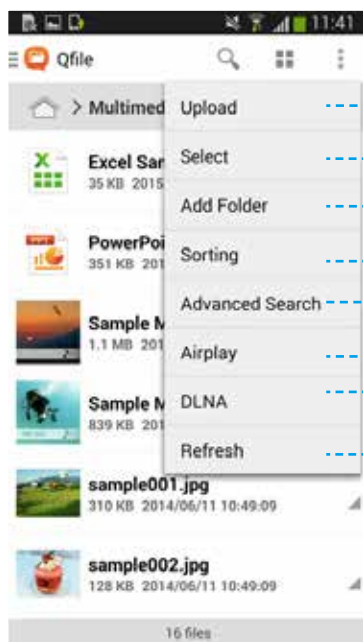 11:41
Qfile
> Multimed
Upload
Select
Add Folder
Sorting
Advanced Search
Airplay
DLNA
Refresh
Excel Sar
35 KB 2015
PowerPoi
351 KB 201
Sample M
1.1 MB 201
Sample M
839 KB 201
sample001.jpg
310 KB 2014/06/11 10:49:09
sample002.jpg
128 KB 2014/06/11 10:49:09
16 files